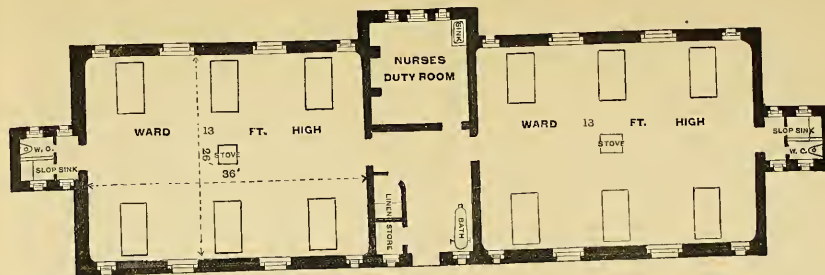 SINK
NURSES
DUTY ROOM
WARD 13 FT. HIGH
STOVE
26'
36'
W.C.
SLOP SINK
LINEN
STORE
BATH
WARD 13 FT. HIGH
STOVE
SLOP SINK
W.C.